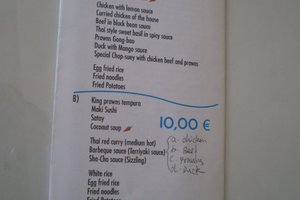 Chicken with lemon sauce
Curried chicken of the house
Beef in black bean sauce
Thai style sweet basil in spicy sauce
Prawns Gong-bao
Duck with Mango sauce
Special Chop-suey with chicken beef and prawns
Egg fried rice
Fried noodles
Fried Potatoes
B)
King prawns tempura
Maki Sushi
Satay
Coconut soup
10,00 €
Thai red curry (medium hot)
Barbeque sauce (Terriyaki sauce)
Sha-Cha sauce (Sizzling)
a. chicken
b. Beef
c. prawns
d. Duck
White rice
Egg fried rice
Fried noodles
Fried Potatoes